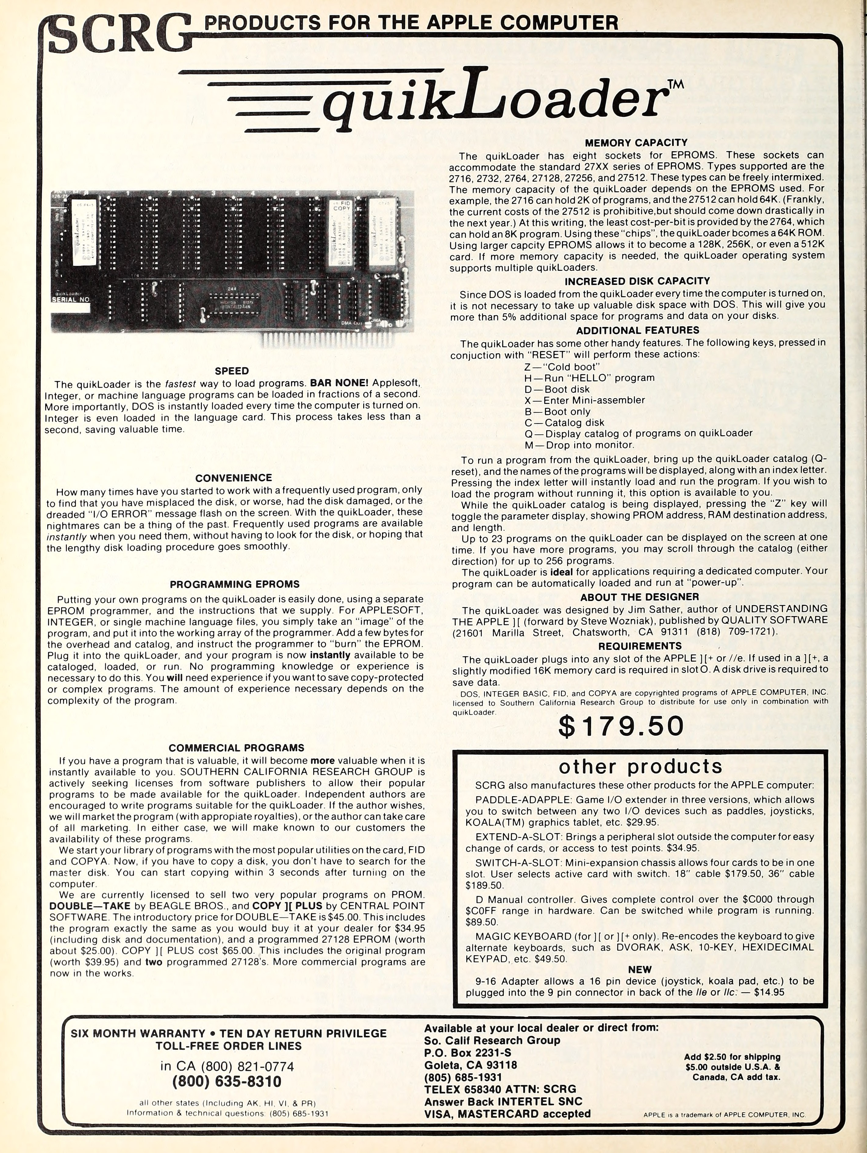 SCRG PRODUCTS FOR THE APPLE COMPUTER
quikLoader™
FID
COPY
quikLoader
SERIAL NO
SPEED
The quikLoader is the fastest way to load programs. BAR NONE! Applesoft,
Integer, or machine language programs can be loaded in fractions of a second.
More importantly, DOS is instantly loaded every time the computer is turned on.
Integer is even loaded in the language card. This process takes less than a
second, saving valuable time.
CONVENIENCE
How many times have you started to work with a frequently used program, only
to find that you have misplaced the disk, or worse, had the disk damaged, or the
dreaded "I/O ERROR" message flash on the screen. With the quikLoader, these
nightmares can be a thing of the past. Frequently used programs are available
instantly when you need them, without having to look for the disk, or hoping that
the lengthy disk loading procedure goes smoothly.
PROGRAMMING EPROMS
Putting your own programs on the quikLoader is easily done, using a separate
EPROM programmer, and the instructions that we supply. For APPLESOFT,
INTEGER, or single machine language files, you simply take an "image" of the
program, and put it into the working array of the programmer. Add a few bytes for
the overhead and catalog, and instruct the programmer to "burn" the EPROM.
Plug it into the quikLoader, and your program is now instantly available to be
cataloged, loaded, or run. No programming knowledge or experience is
necessary to do this. You will need experience if you want to save copy-protected
or complex programs. The amount of experience necessary depends on the
complexity of the program.
COMMERCIAL PROGRAMS
If you have a program that is valuable, it will become more valuable when it is
instantly available to you. SOUTHERN CALIFORNIA RESEARCH GROUP is
actively seeking licenses from software publishers to allow their popular
programs to be made available for the quikLoader. Independent authors are
encouraged to write programs suitable for the quikLoader. If the author wishes,
we will market the program (with appropiate royalties), or the author can take care
of all marketing. In either case, we will make known to our customers the
availability of these programs.
We start your library of programs with the most popular utilities on the card, FID
and COPYA. Now, if you have to copy a disk, you don't have to search for the
master disk. You can start copying within 3 seconds after turning on the
computer.
We are currently licensed to sell two very popular programs on PROM.
DOUBLE—TAKE by BEAGLE BROS., and COPY ][ PLUS by CENTRAL POINT
SOFTWARE. The introductory price for DOUBLE—TAKE is $45.00. This includes
the program exactly the same as you would buy it at your dealer for $34.95
(including disk and documentation), and a programmed 27128 EPROM (worth
about $25.00). COPY ][ PLUS cost $65.00. This includes the original program
(worth $39.95) and two programmed 27128's. More commercial programs are
now in the works.
MEMORY CAPACITY
The quikLoader has eight sockets for EPROMS. These sockets can
accommodate the standard 27XX series of EPROMS. Types supported are the
2716, 2732, 2764, 27128, 27256, and 27512. These types can be freely intermixed.
The memory capacity of the quikLoader depends on the EPROMS used. For
example, the 2716 can hold 2K of programs, and the 27512 can hold 64K. (Frankly,
the current costs of the 27512 is prohibitive,but should come down drastically in
the next year.) At this writing, the least cost-per-bit is provided by the 2764, which
can hold an 8K program. Using these "chips", the quikLoader bcomes a 64K ROM.
Using larger capcity EPROMS allows it to become a 128K, 256K, or even a 512K
card. If more memory capacity is needed, the quikLoader operating system
supports multiple quikLoaders.
INCREASED DISK CAPACITY
Since DOS is loaded from the quikLoader every time the computer is turned on,
it is not necessary to take up valuable disk space with DOS. This will give you
more than 5% additional space for programs and data on your disks.
ADDITIONAL FEATURES
The quikLoader has some other handy features. The following keys, pressed in
conjuction with "RESET" will perform these actions:
Z—"Cold boot"
H—Run "HELLO" program
D—Boot disk
X—Enter Mini-assembler
B—Boot only
C—Catalog disk
Q—Display catalog of programs on quikLoader
M—Drop into monitor.
To run a program from the quikLoader, bring up the quikLoader catalog (Q-
reset), and the names of the programs will be displayed, along with an index letter.
Pressing the index letter will instantly load and run the program. If you wish to
load the program without running it, this option is available to you.
While the quikLoader catalog is being displayed, pressing the "Z" key will
toggle the parameter display, showing PROM address, RAM destination address,
and length.
Up to 23 programs on the quikLoader can be displayed on the screen at one
time. If you have more programs, you may scroll through the catalog (either
direction) for up to 256 programs.
The quikLoader is ideal for applications requiring a dedicated computer. Your
program can be automatically loaded and run at "power-up".
ABOUT THE DESIGNER
The quikLoader was designed by Jim Sather, author of UNDERSTANDING
THE APPLE ][ (forward by Steve Wozniak), published by QUALITY SOFTWARE
(21601 Marilla Street, Chatsworth, CA 91311 (818) 709-1721).
REQUIREMENTS
The quikLoader plugs into any slot of the APPLE ][+ or //e. If used in a ][+, a
slightly modified 16K memory card is required in slot O. A disk drive is required to
save data.
DOS, INTEGER BASIC, FID, and COPYA are copyrighted programs of APPLE COMPUTER, INC.
licensed to Southern California Research Group to distribute for use only in combination with
quikLoader.
$179.50
other products
SCRG also manufactures these other products for the APPLE computer:
PADDLE-ADAPPLE: Game I/O extender in three versions, which allows
you to switch between any two I/O devices such as paddles, joysticks,
KOALA(TM) graphics tablet, etc. $29.95.
EXTEND-A-SLOT: Brings a peripheral slot outside the computer for easy
change of cards, or access to test points. $34.95.
SWITCH-A-SLOT: Mini-expansion chassis allows four cards to be in one
slot. User selects active card with switch. 18" cable $179.50, 36" cable
$189.50.
D Manual controller. Gives complete control over the $C000 through
$C0FF range in hardware. Can be switched while program is running.
$89.50.
MAGIC KEYBOARD (for ][ or ][+ only). Re-encodes the keyboard to give
alternate keyboards, such as DVORAK, ASK, 10-KEY, HEXIDECIMAL
KEYPAD, etc. $49.50.
NEW
9-16 Adapter allows a 16 pin device (joystick, koala pad, etc.) to be
plugged into the 9 pin connector in back of the IIe or IIc. — $14.95
SIX MONTH WARRANTY • TEN DAY RETURN PRIVILEGE
TOLL-FREE ORDER LINES
in CA (800) 821-0774
(800) 635-8310
all other states (Including AK, HI, VI, & PR)
Information & technical questions: (805) 685-1931
Available at your local dealer or direct from:
So. Calif Research Group
P.O. Box 2231-S
Goleta, CA 93118
(805) 685-1931
TELEX 658340 ATTN: SCRG
Answer Back INTERTEL SNC
VISA, MASTERCARD accepted
Add $2.50 for shipping
$5.00 outside U.S.A. &
Canada, CA add tax.
APPLE is a trademark of APPLE COMPUTER, INC.